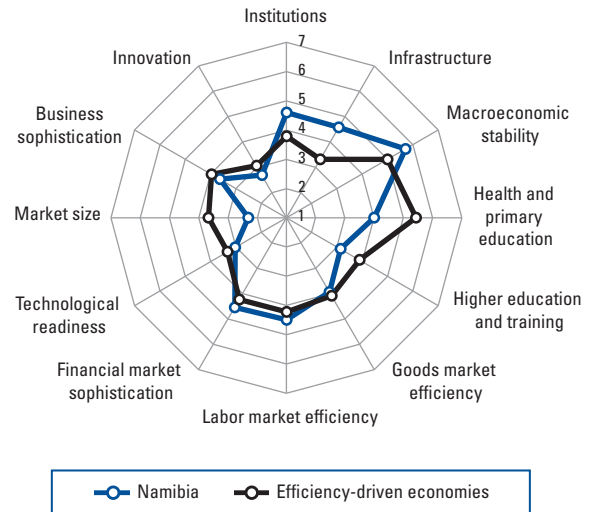 Institutions
7
6
5
4
3
2
1
Infrastructure
Macroeconomic
stability
Health and
primary
education
Higher education
and training
Goods market
efficiency
Labor market efficiency
Financial market
sophistication
Technological
readiness
Market size
Business
sophistication
Innovation
Namibia
Efficiency-driven economies